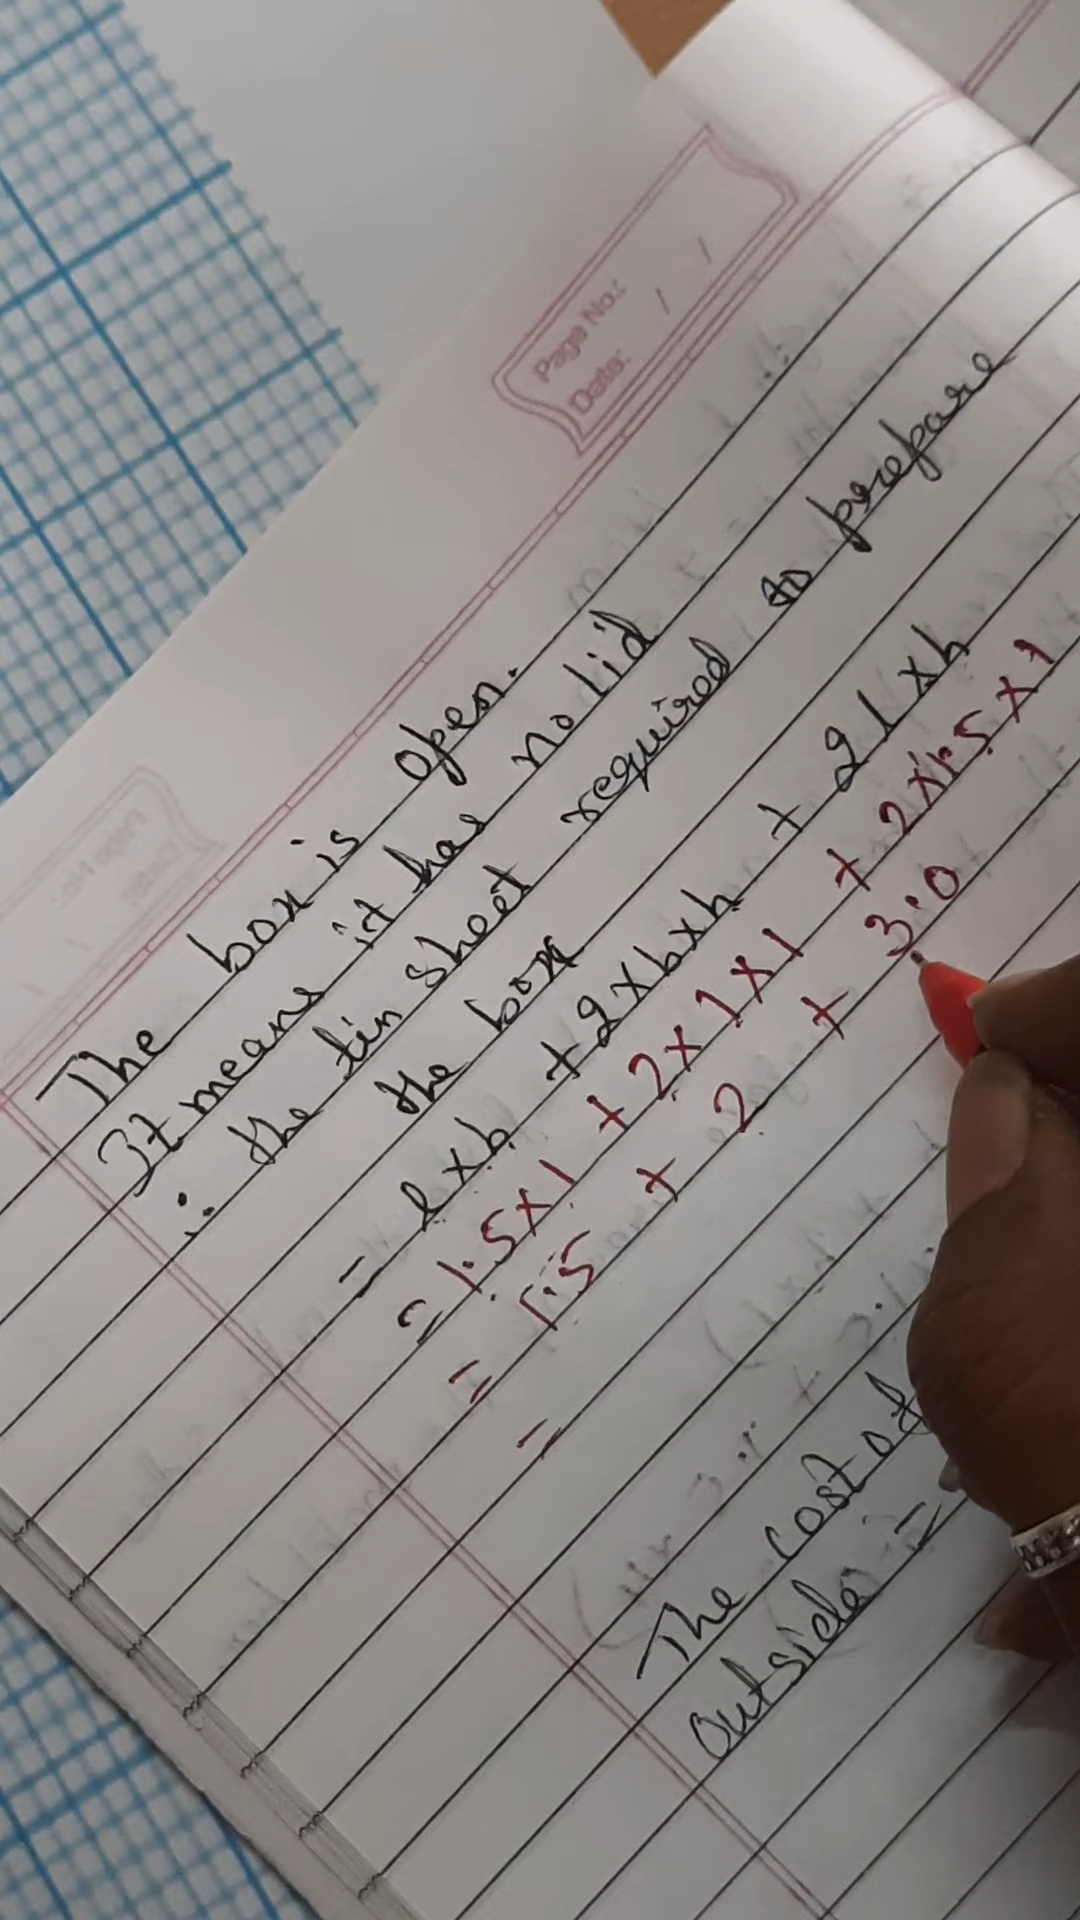 Page No.:
Date: / /
The box is open.
It means it has no lid
∴ the tin sheet required to prepare
the box
= l x h + 2 x b x h + 2 l x h
= 1.5 x 1 + 2 x 1 x 1 + 2 x 1.5 x 1
= 1.5 + 2 + 3.0
=
The cost of
outside =